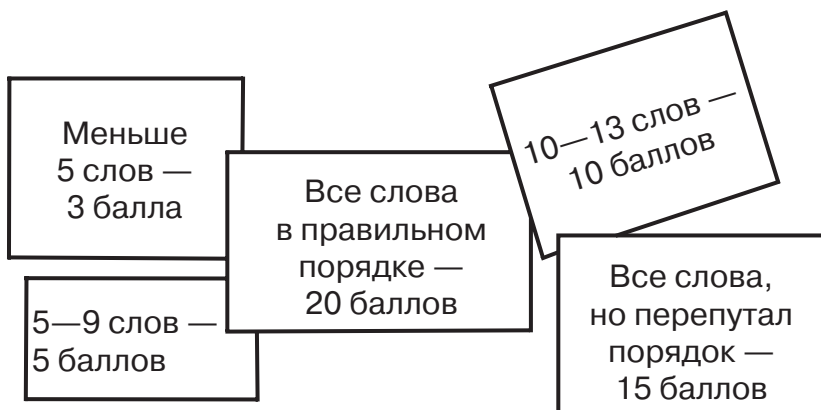 Меньше
5 слов —
3 балла
5—9 слов —
5 баллов
Все слова
в правильном
порядке —
20 баллов
10—13 слов —
10 баллов
Все слова,
но перепутал
порядок —
15 баллов